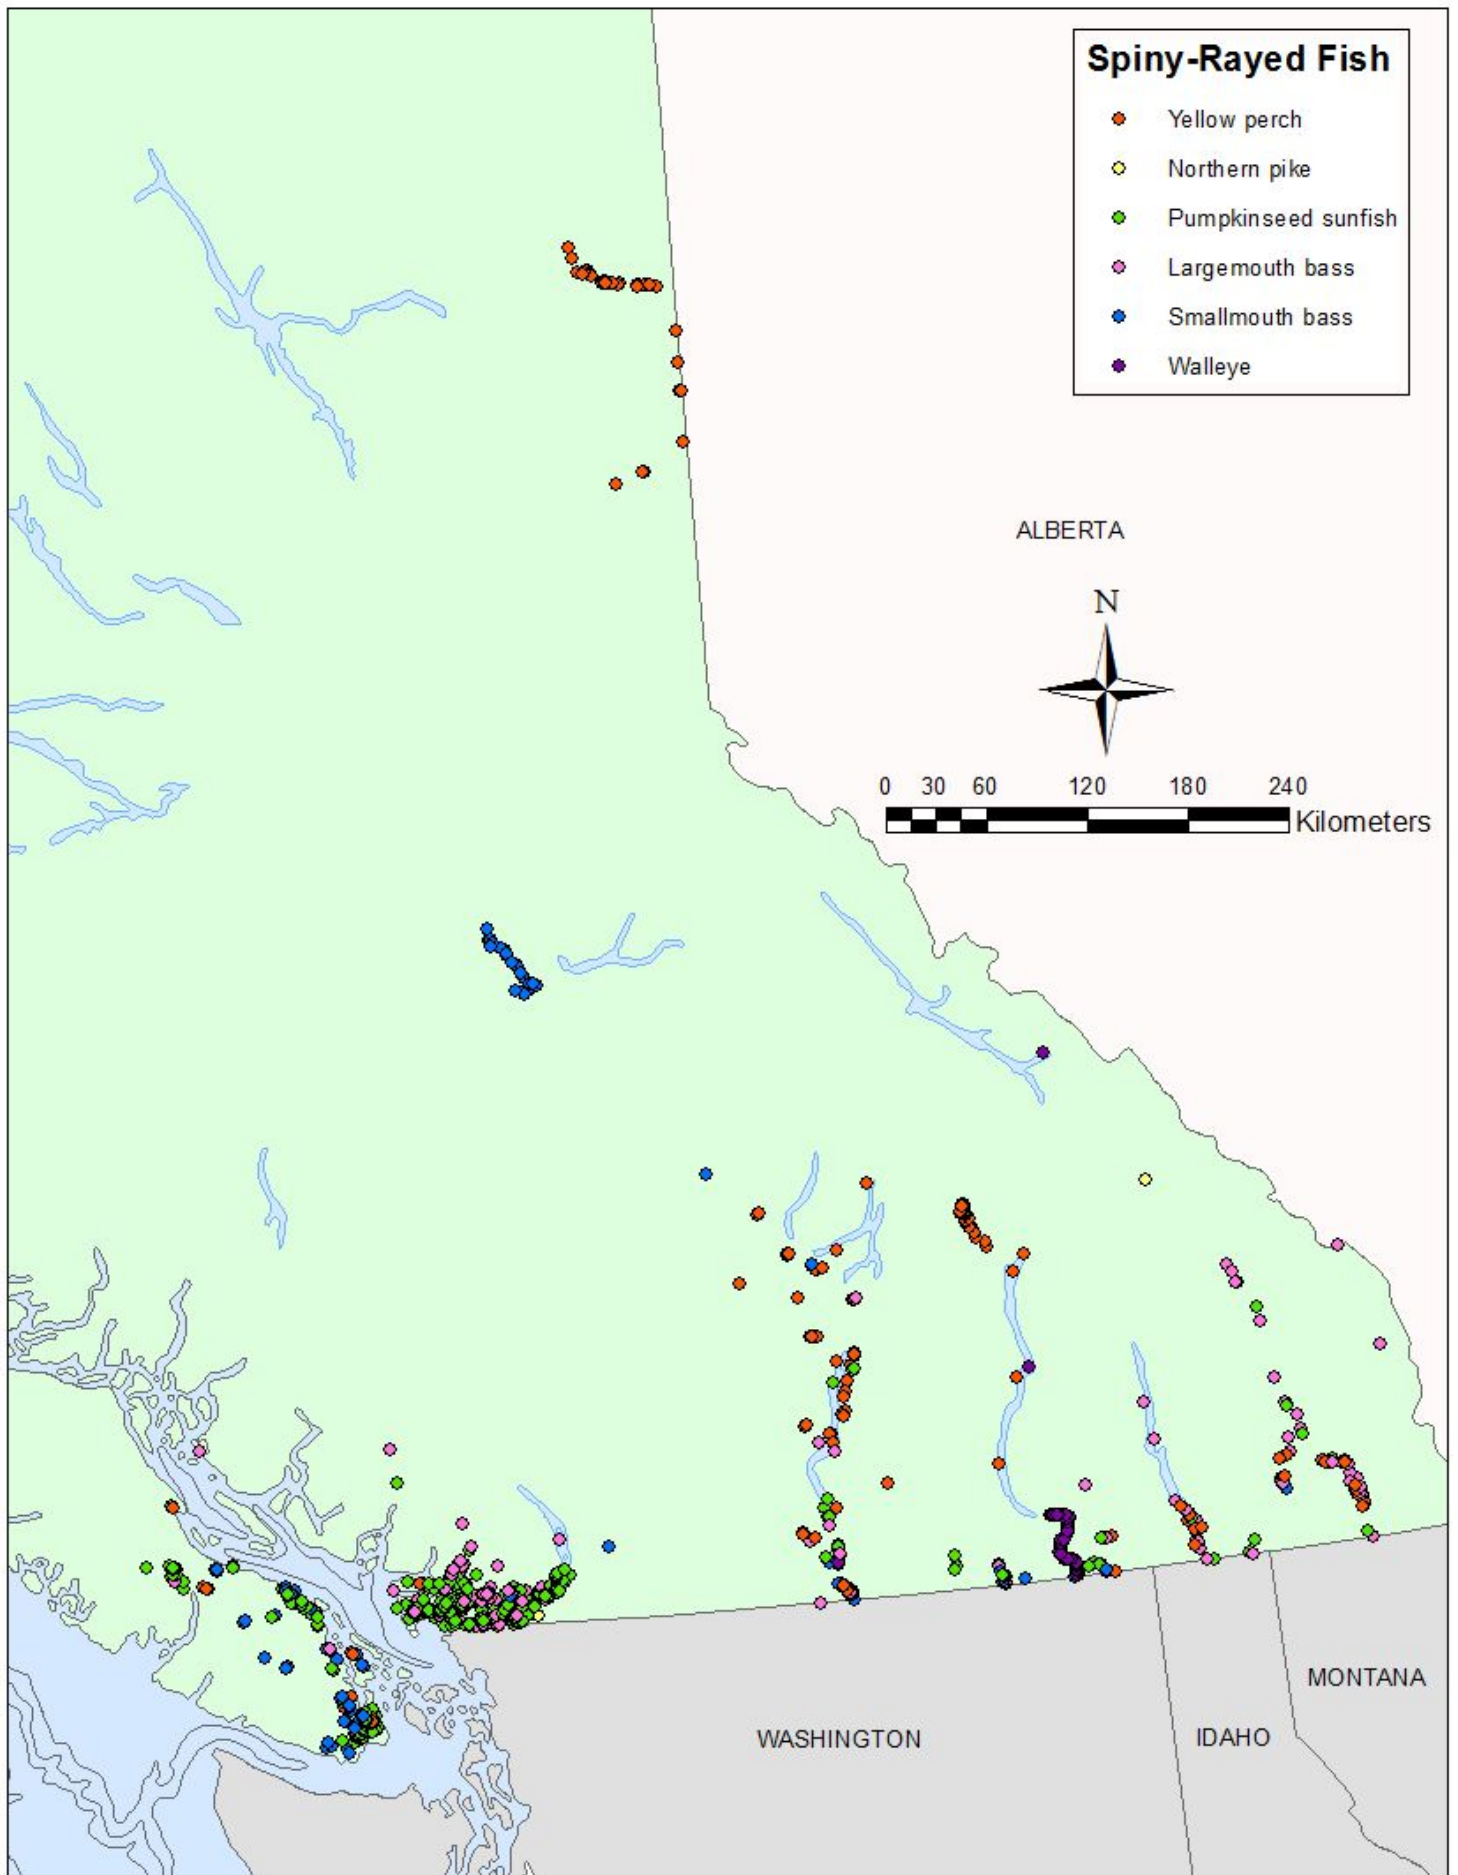 Spiny-Rayed Fish
Yellow perch
Northern pike
Pumpkinseed sunfish
Largemouth bass
Smallmouth bass
Walleye
ALBERTA
N
0 30 60 120 180 240
Kilometers
MONTANA
WASHINGTON
IDAHO